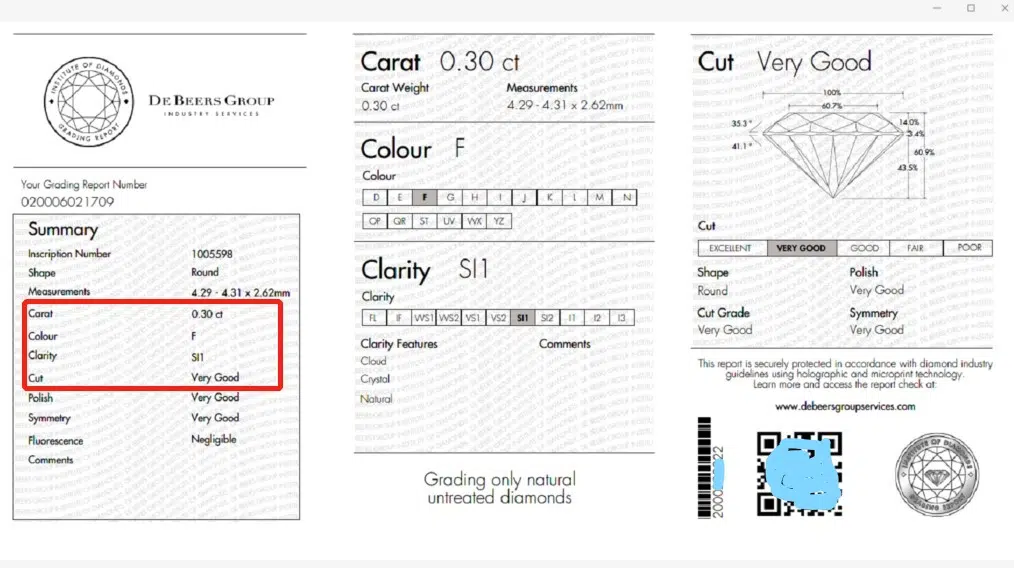 INSTITUTE OF DIAMONDS
GRADING REPORT
DE BEERS GROUP
INDUSTRY SERVICES
Your Grading Report Number
020006021709
Summary
Inscription Number 1005598
Shape Round
Measurements 4.29 - 4.31 x 2.62mm
Carat 0.30 ct
Colour F
Clarity SI1
Cut Very Good
Polish Very Good
Symmetry Very Good
Fluorescence Negligible
Comments
Carat 0.30 ct
Carat Weight Measurements
0.30 ct 4.29 - 4.31 x 2.62mm
Colour F
Colour
D E F G H I J K L M N
OP QR ST UV WX YZ
Clarity SI1
Clarity
FL IF VVS1 VVS2 VS1 VS2 SI1 SI2 I1 I2 I3
Clarity Features Comments
Cloud
Crystal
Natural
Grading only natural
untreated diamonds
Cut Very Good
100%
60.7%
35.3 °
14.0%
3.4%
41.1 °
60.9%
43.5%
Cut
EXCELLENT VERY GOOD GOOD FAIR POOR
Shape Polish
Round Very Good
Cut Grade Symmetry
Very Good Very Good
This report is securely protected in accordance with diamond industry
guidelines using holographic and microprint technology.
Learn more and access the report check at:
www.debeersgroupservices.com
INSTITUTE OF DIAMONDS
GRADING REPORT